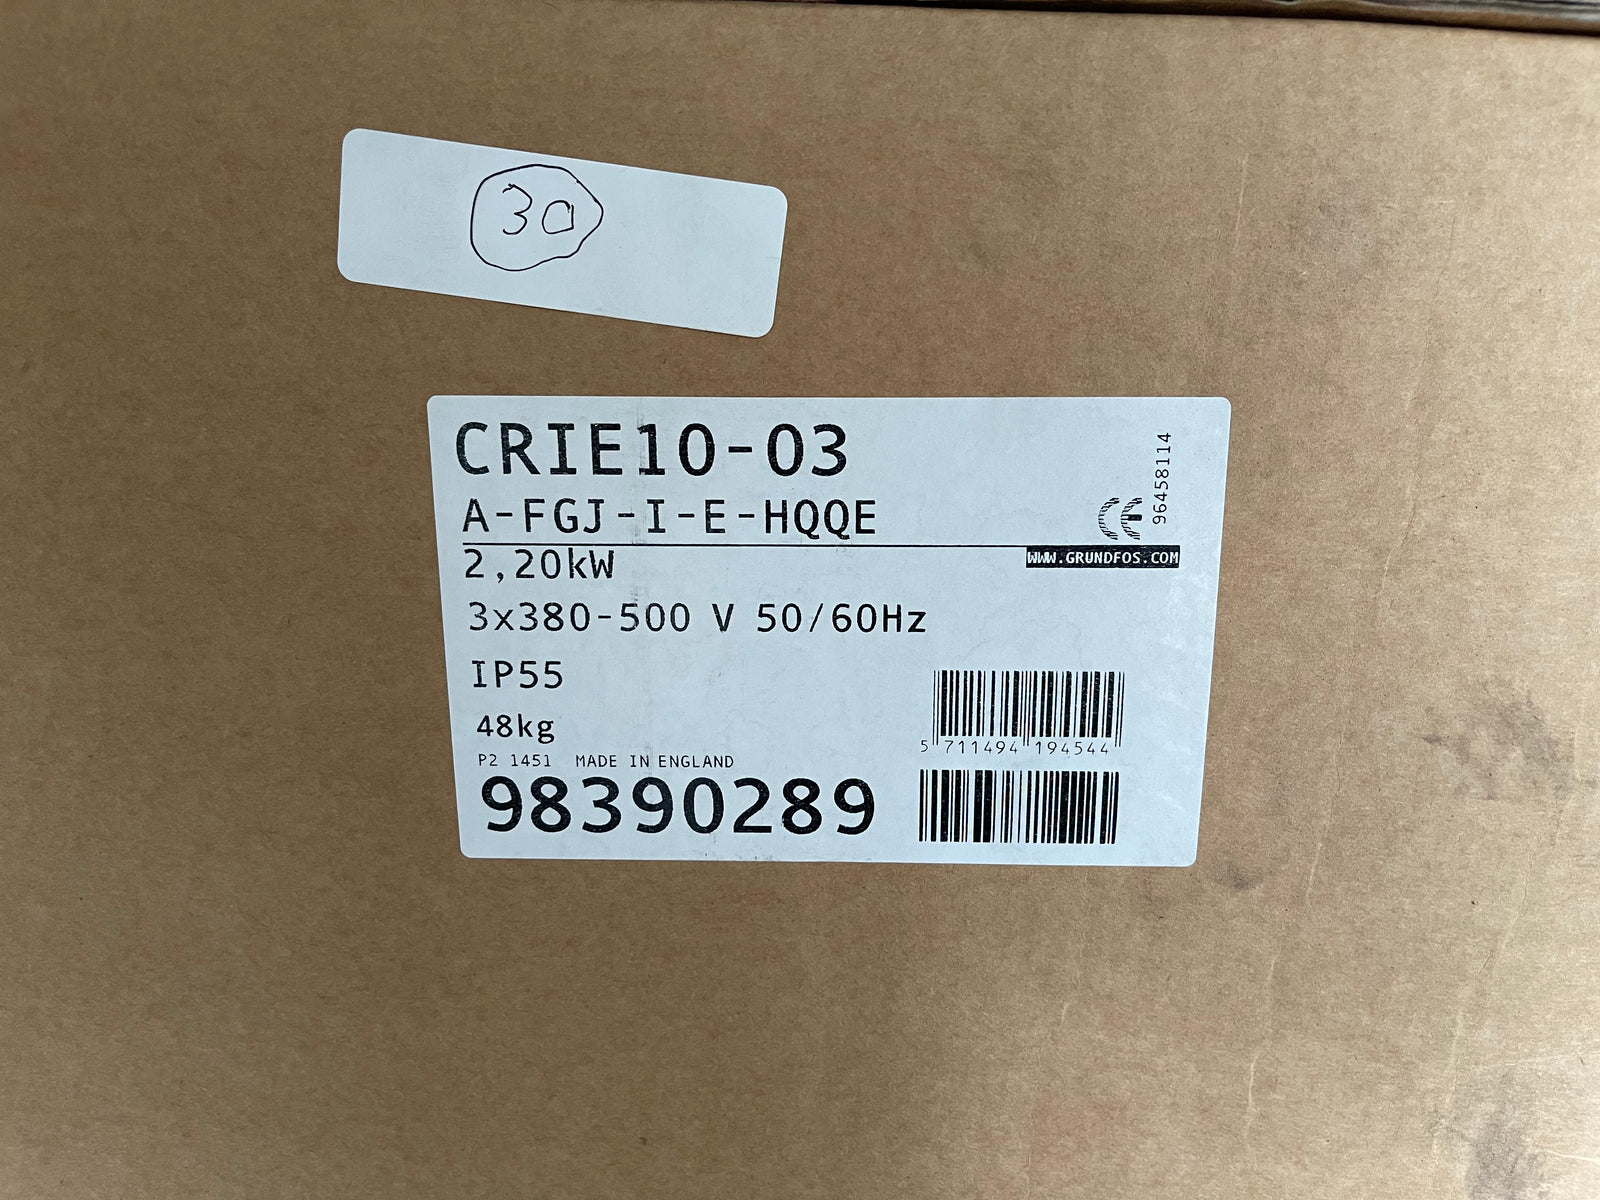 30
CRIE10-03
A-FGJ-I-E-HQQE
96458114
CE
WWW.GRUNDFOS.COM
2,20kW
3x380-500 V 50/60Hz
IP55
48kg
P2 1451 MADE IN ENGLAND
98390289
5 711494 194544